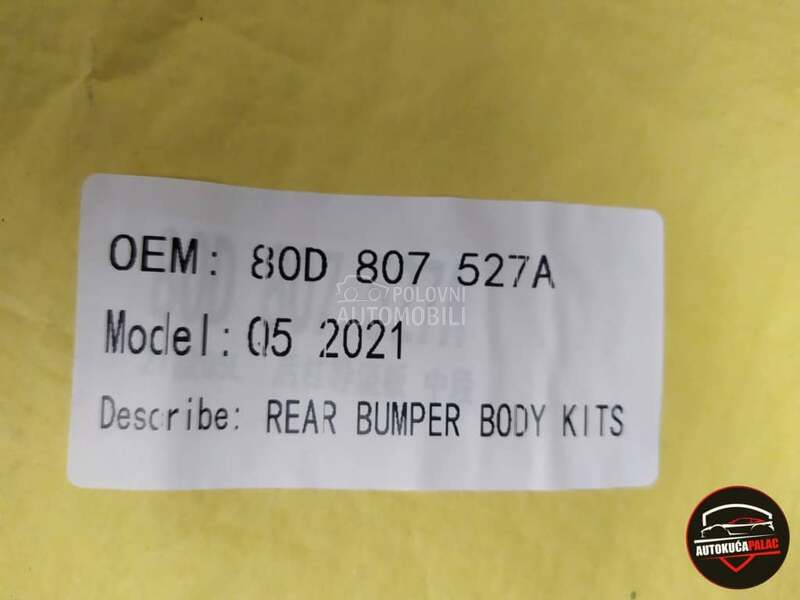 OEM: 80D 807 527A
POLOVNI
AUTOMOBILI
Model: Q5 2021
Describe: REAR BUMPER BODY KITS
AUTOKUĆAPALAC